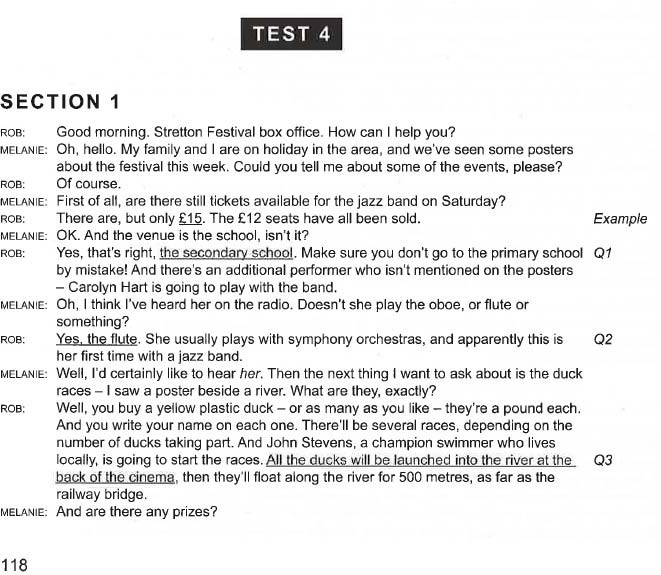 TEST 4
SECTION 1
ROB: Good morning. Stretton Festival box office. How can I help you?
MELANIE: Oh, hello. My family and I are on holiday in the area, and we've seen some posters
about the festival this week. Could you tell me about some of the events, please?
ROB: Of course.
MELANIE: First of all, are there still tickets available for the jazz band on Saturday?
ROB: There are, but only £15. The £12 seats have all been sold. Example
MELANIE: OK. And the venue is the school, isn't it?
ROB: Yes, that's right, the secondary school. Make sure you don't go to the primary school Q1
by mistake! And there's an additional performer who isn't mentioned on the posters
– Carolyn Hart is going to play with the band.
MELANIE: Oh, I think I've heard her on the radio. Doesn't she play the oboe, or flute or
something?
ROB: Yes, the flute. She usually plays with symphony orchestras, and apparently this is Q2
her first time with a jazz band.
MELANIE: Well, I'd certainly like to hear her. Then the next thing I want to ask about is the duck
races – I saw a poster beside a river. What are they, exactly?
ROB: Well, you buy a yellow plastic duck – or as many as you like – they're a pound each.
And you write your name on each one. There'll be several races, depending on the
number of ducks taking part. And John Stevens, a champion swimmer who lives
locally, is going to start the races. All the ducks will be launched into the river at the Q3
back of the cinema, then they'll float along the river for 500 metres, as far as the
railway bridge.
MELANIE: And are there any prizes?
118